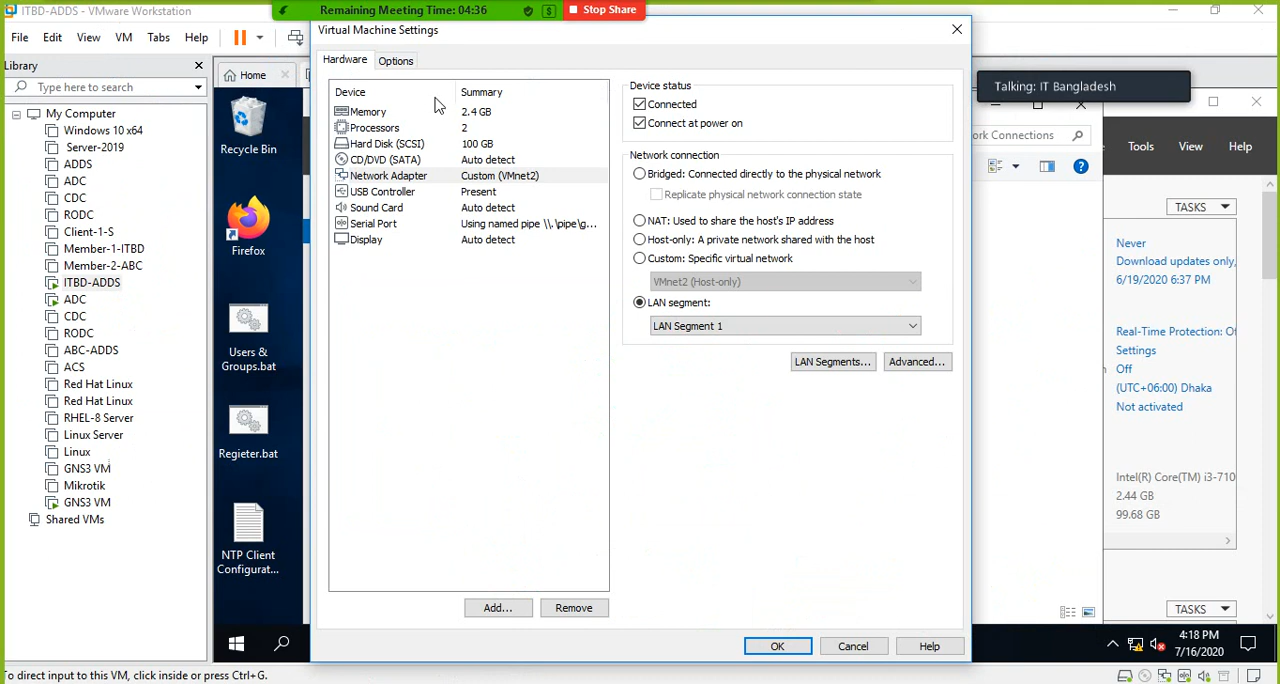 ITBD-ADDS - VMware Workstation
Remaining Meeting Time: 04:36
Stop Share
File Edit View VM Tabs Help
Library
Type here to search
My Computer
Windows 10 x64
Server-2019
ADDS
ADC
CDC
RODC
Client-1-S
Member-1-ITBD
Member-2-ABC
ITBD-ADDS
ADC
CDC
RODC
ABC-ADDS
ACS
Red Hat Linux
Red Hat Linux
RHEL-8 Server
Linux Server
Linux
GNS3 VM
Mikrotik
GNS3 VM
Shared VMs
Home
Recycle Bin
Firefox
Users &
Groups.bat
Regieter.bat
NTP Client
Configurat...
Virtual Machine Settings
Hardware Options
Device Summary
Memory 2.4 GB
Processors 2
Hard Disk (SCSI) 100 GB
CD/DVD (SATA) Auto detect
Network Adapter Custom (VMnet2)
USB Controller Present
Sound Card Auto detect
Serial Port Using named pipe \\.\pipe\g...
Display Auto detect
Add... Remove
Device status
Connected
Connect at power on
Network connection
Bridged: Connected directly to the physical network
Replicate physical network connection state
NAT: Used to share the host's IP address
Host-only: A private network shared with the host
Custom: Specific virtual network
VMnet2 (Host-only)
LAN segment:
LAN Segment 1
LAN Segments... Advanced...
OK Cancel Help
Talking: IT Bangladesh
ork Connections
Tools View Help
TASKS
Never
Download updates only,
6/19/2020 6:37 PM
Real-Time Protection: Of
Settings
Off
(UTC+06:00) Dhaka
Not activated
Intel(R) Core(TM) i3-710
2.44 GB
99.68 GB
TASKS
4:18 PM
7/16/2020
To direct input to this VM, click inside or press Ctrl+G.